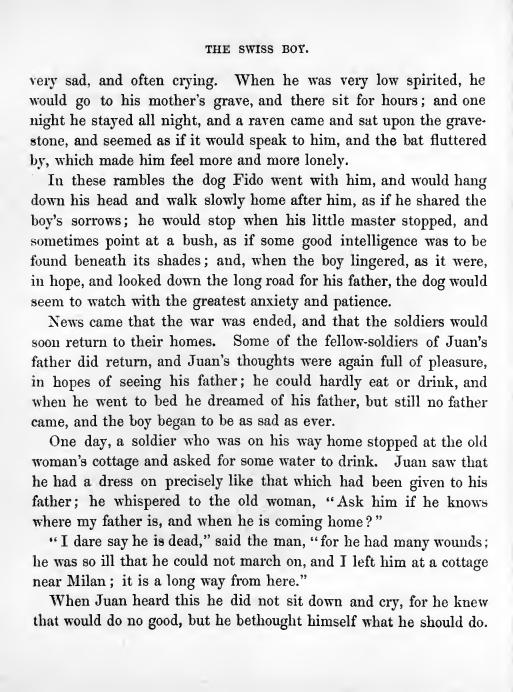 THE SWISS BOY.
very sad, and often crying. When he was very low spirited, he
would go to his mother's grave, and there sit for hours; and one
night he stayed all night, and a raven came and sat upon the grave-
stone, and seemed as if it would speak to him, and the bat fluttered
by, which made him feel more and more lonely.
In these rambles the dog Fido went with him, and would hang
down his head and walk slowly home after him, as if he shared the
boy's sorrows; he would stop when his little master stopped, and
sometimes point at a bush, as if some good intelligence was to be
found beneath its shades; and, when the boy lingered, as it were,
in hope, and looked down the long road for his father, the dog would
seem to watch with the greatest anxiety and patience.
News came that the war was ended, and that the soldiers would
soon return to their homes. Some of the fellow-soldiers of Juan's
father did return, and Juan's thoughts were again full of pleasure,
in hopes of seeing his father; he could hardly eat or drink, and
when he went to bed he dreamed of his father, but still no father
came, and the boy began to be as sad as ever.
One day, a soldier who was on his way home stopped at the old
woman's cottage and asked for some water to drink. Juan saw that
he had a dress on precisely like that which had been given to his
father; he whispered to the old woman, "Ask him if he knows
where my father is, and when he is coming home?"
"I dare say he is dead," said the man, "for he had many wounds;
he was so ill that he could not march on, and I left him at a cottage
near Milan; it is a long way from here."
When Juan heard this he did not sit down and cry, for he knew
that would do no good, but he bethought himself what he should do.